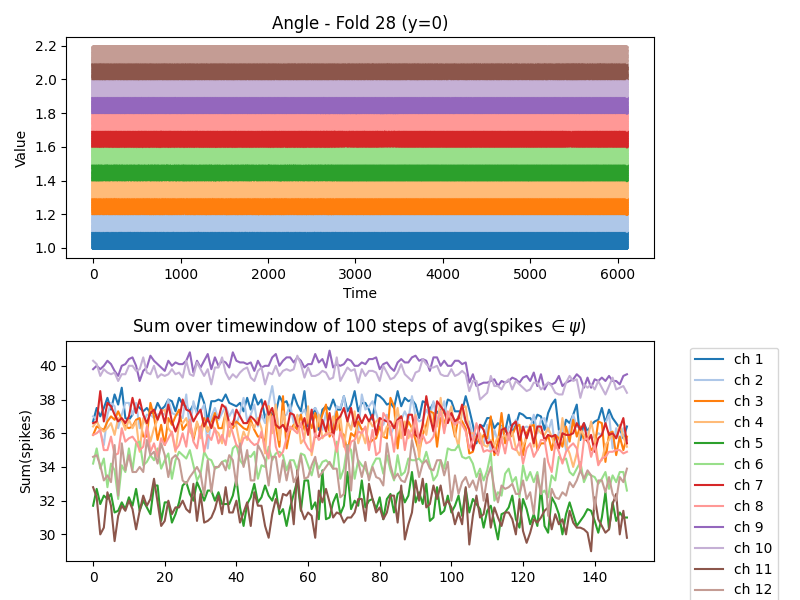 Angle - Fold 28 (y=0)
2.2
2.0
1.8
1.6
1.4
1.2
1.0
Value
0 1000 2000 3000 4000 5000 6000
Time
Sum over timewindow of 100 steps of avg(spikes ∈ψ)
40
38
36
34
32
30
Sum(spikes)
0 20 40 60 80 100 120 140
ch 1
ch 2
ch 3
ch 4
ch 5
ch 6
ch 7
ch 8
ch 9
ch 10
ch 11
ch 12